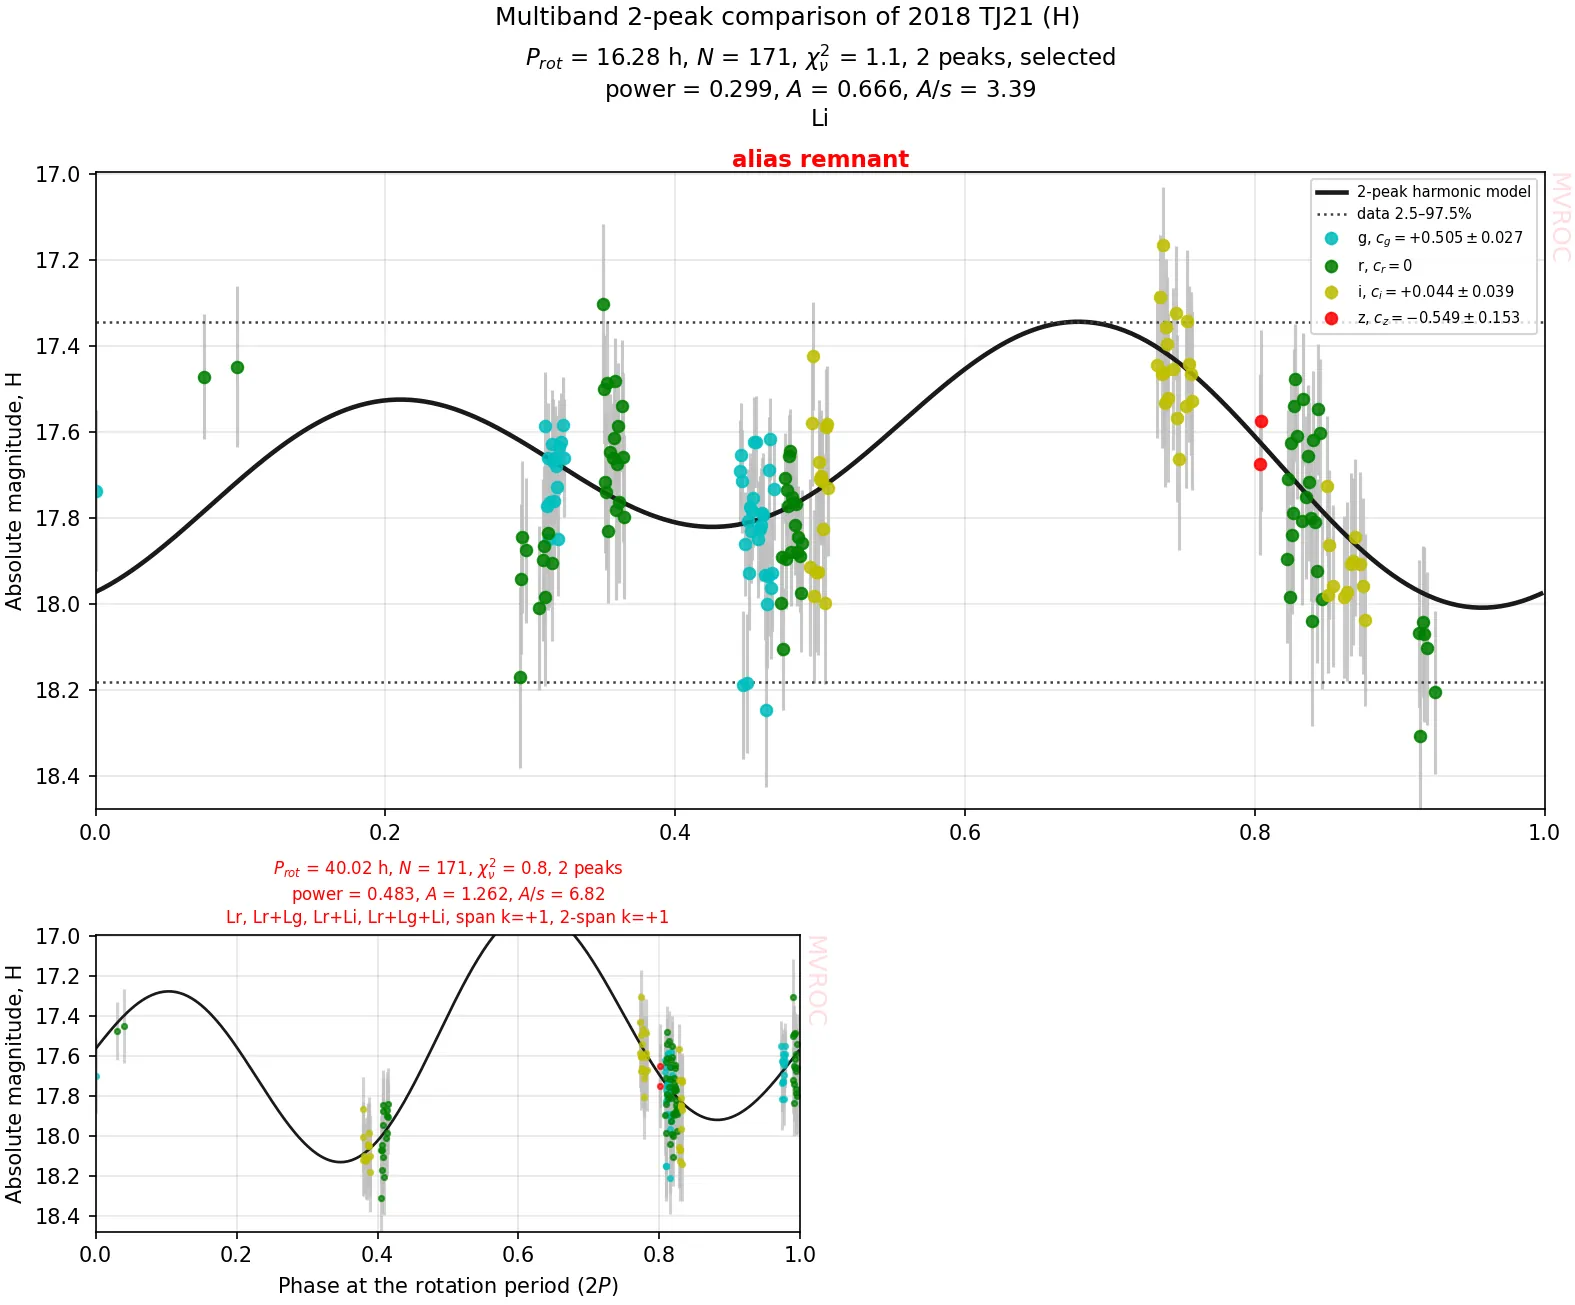 Multiband 2-peak comparison of 2018 TJ21 (H)
P_rot = 16.28 h, N = 171, χ²_ν = 1.1, 2 peaks, selected
power = 0.299, A = 0.666, A/s = 3.39
Li
alias remnant
17.0
17.2
17.4
17.6
17.8
18.0
18.2
18.4
Absolute magnitude, H
2-peak harmonic model
data 2.5–97.5%
g, c_g = +0.505 ± 0.027
r, c_r = 0
i, c_i = +0.044 ± 0.039
z, c_z = −0.549 ± 0.153
MVROC
0.0 0.2 0.4 0.6 0.8 1.0
P_rot = 40.02 h, N = 171, χ²_ν = 0.8, 2 peaks
power = 0.483, A = 1.262, A/s = 6.82
Lr, Lr+Lg, Lr+Li, Lr+Lg+Li, span k=+1, 2-span k=+1
17.0
17.2
17.4
17.6
17.8
18.0
18.2
18.4
Absolute magnitude, H
MVROC
0.0 0.2 0.4 0.6 0.8 1.0
Phase at the rotation period (2P)